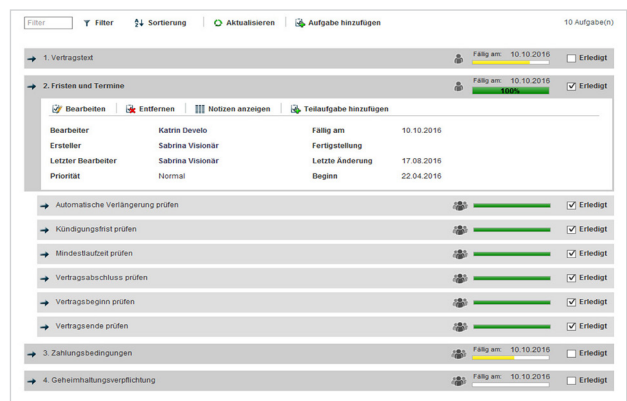 Filter Filter Sortierung Aktualisieren Aufgabe hinzufügen 10 Aufgabe(n)
1. Vertragstext Fällig am: 10.10.2016 Erledigt
2. Fristen und Termine Fällig am: 10.10.2016 100% Erledigt
Bearbeiten Entfernen Notizen anzeigen Teilaufgabe hinzufügen
Bearbeiter Katrin Develo Fällig am 10.10.2016
Ersteller Sabrina Visionär Fertigstellung
Letzter Bearbeiter Sabrina Visionär Letzte Änderung 17.08.2016
Priorität Normal Beginn 22.04.2016
Automatische Verlängerung prüfen Erledigt
Kündigungsfrist prüfen Erledigt
Mindestlaufzeit prüfen Erledigt
Vertragsabschluss prüfen Erledigt
Vertragsbeginn prüfen Erledigt
Vertragsende prüfen Erledigt
3. Zahlungsbedingungen Fällig am: 10.10.2016 Erledigt
4. Geheimhaltungsverpflichtung Fällig am: 10.10.2016 Erledigt